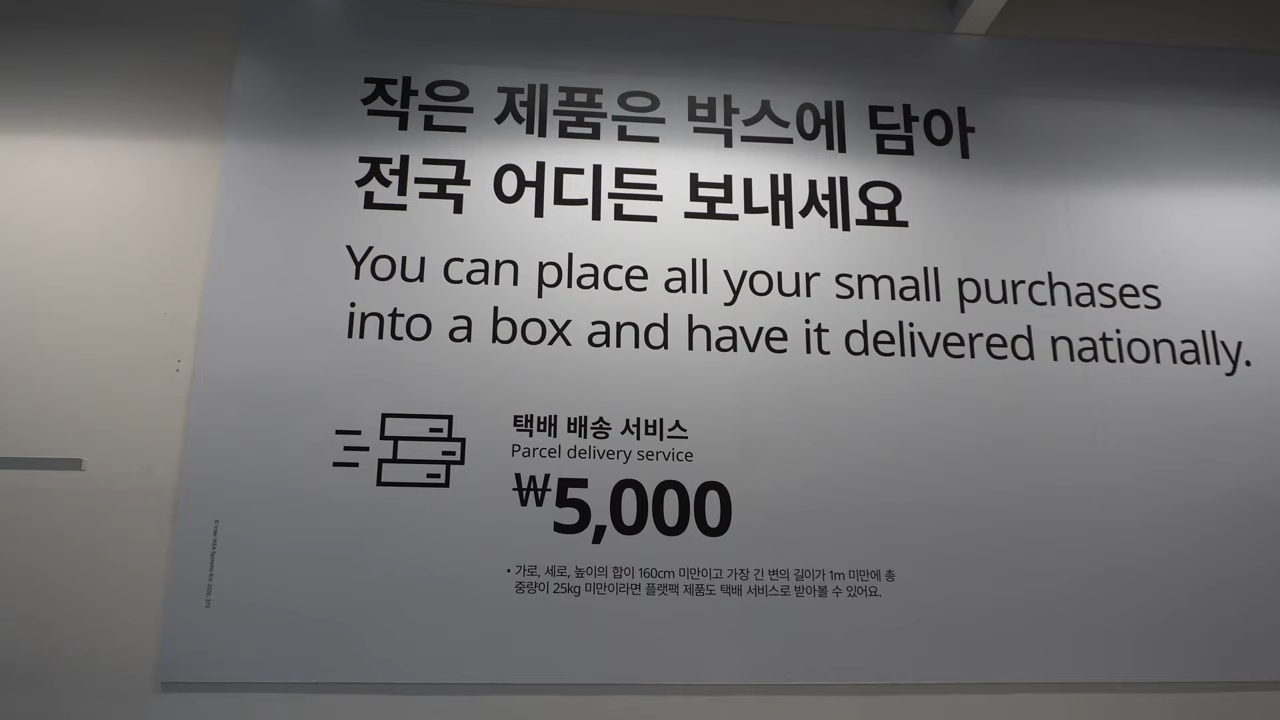 작은 제품은 박스에 담아
전국 어디든 보내세요
You can place all your small purchases
into a box and have it delivered nationally.
택배 배송 서비스
Parcel delivery service
₩5,000
• 가로, 세로, 높이의 합이 160cm 미만이고 가장 긴 변의 길이가 1m 미만에 총
중량이 25kg 미만이라면 플랫팩 제품도 택배 서비스로 받아볼 수 있어요.
© Inter IKEA Systems B.V. 2020